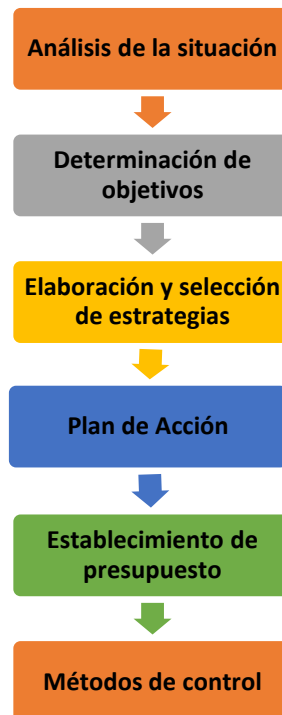 Análisis de la situación
Determinación de
objetivos
Elaboración y selección
de estrategias
Plan de Acción
Establecimiento de
presupuesto
Métodos de control